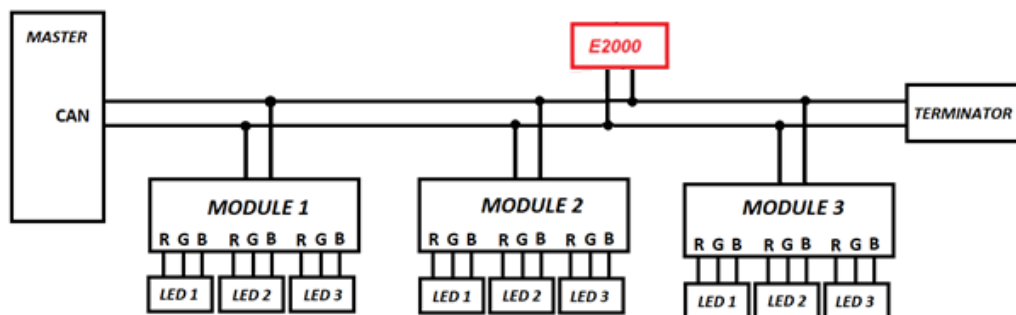 MASTER
E2000
CAN
TERMINATOR
MODULE 1
MODULE 2
MODULE 3
R G B R G B R G B
R G B R G B R G B
R G B R G B R G B
LED 1 LED 2 LED 3
LED 1 LED 2 LED 3
LED 1 LED 2 LED 3